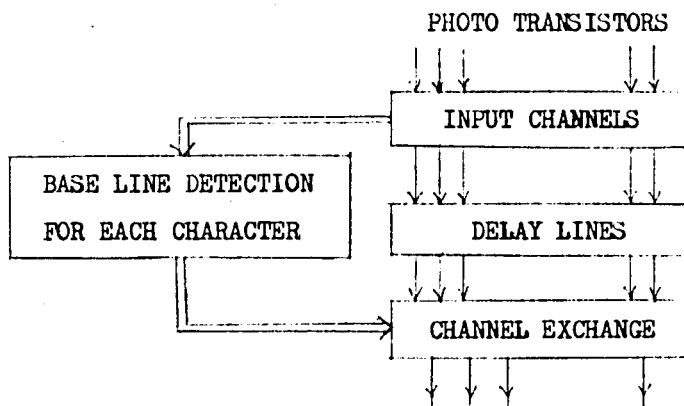 PHOTO TRANSISTORS
INPUT CHANNELS
BASE LINE DETECTION
FOR EACH CHARACTER
DELAY LINES
CHANNEL EXCHANGE